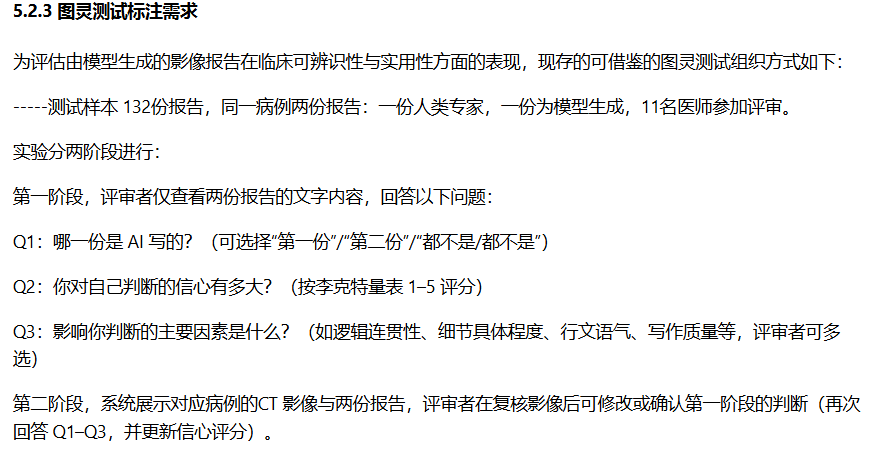 5.2.3 图灵测试标注需求
为评估由模型生成的影像报告在临床可辨识性与实用性方面的表现，现存的可借鉴的图灵测试组织方式如下：
-----测试样本 132份报告，同一病例两份报告：一份人类专家，一份为模型生成，11名医师参加评审。
实验分两阶段进行：
第一阶段，评审者仅查看两份报告的文字内容，回答以下问题：
Q1：哪一份是 AI 写的？（可选择“第一份”/“第二份”/“都不是/都不是”）
Q2：你对自己判断的信心有多大？（按李克特量表 1–5 评分）
Q3：影响你判断的主要因素是什么？（如逻辑连贯性、细节具体程度、行文语气、写作质量等，评审者可多
选）
第二阶段，系统展示对应病例的CT 影像与两份报告，评审者在复核影像后可修改或确认第一阶段的判断（再次
回答 Q1–Q3，并更新信心评分）。